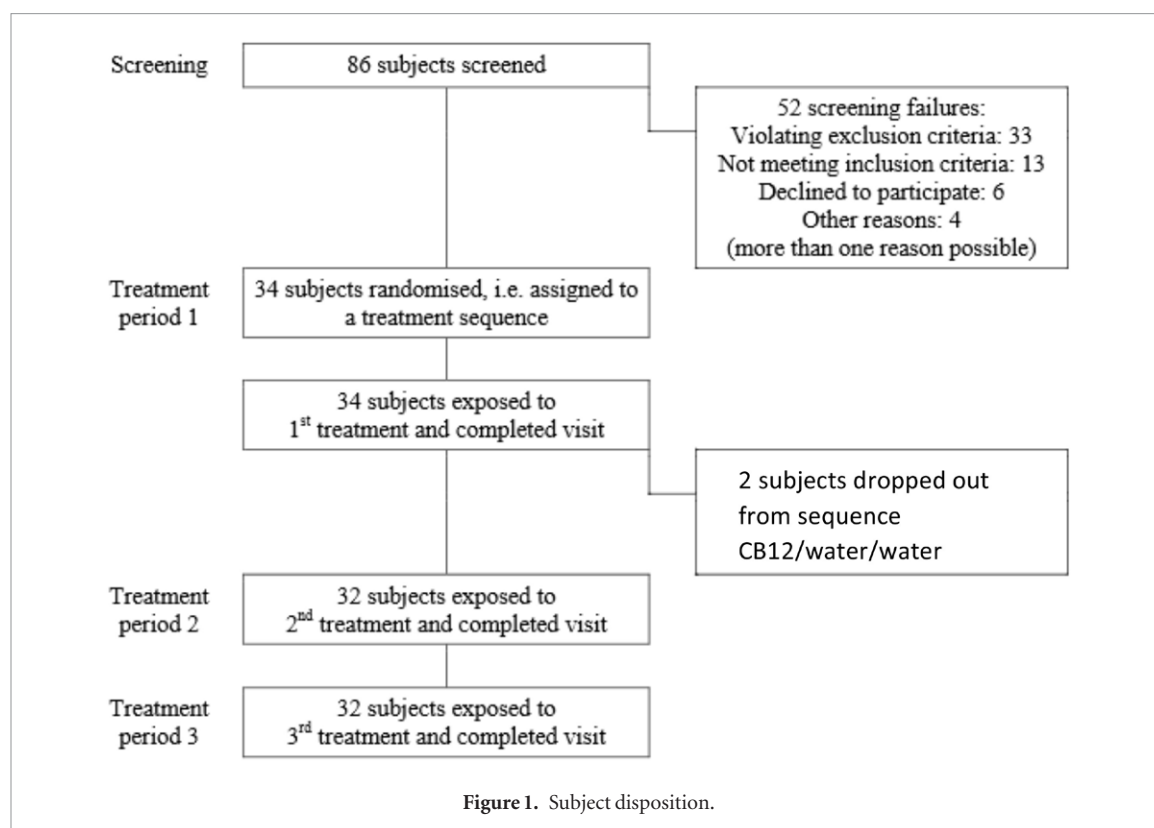 Screening
86 subjects screened
52 screening failures:
Violating exclusion criteria: 33
Not meeting inclusion criteria: 13
Declined to participate: 6
Other reasons: 4
(more than one reason possible)
Treatment
period 1
34 subjects randomised, i.e. assigned to
a treatment sequence
34 subjects exposed to
1st treatment and completed visit
2 subjects dropped out
from sequence
CB12/water/water
Treatment
period 2
32 subjects exposed to
2nd treatment and completed visit
Treatment
period 3
32 subjects exposed to
3rd treatment and completed visit
Figure 1. Subject disposition.